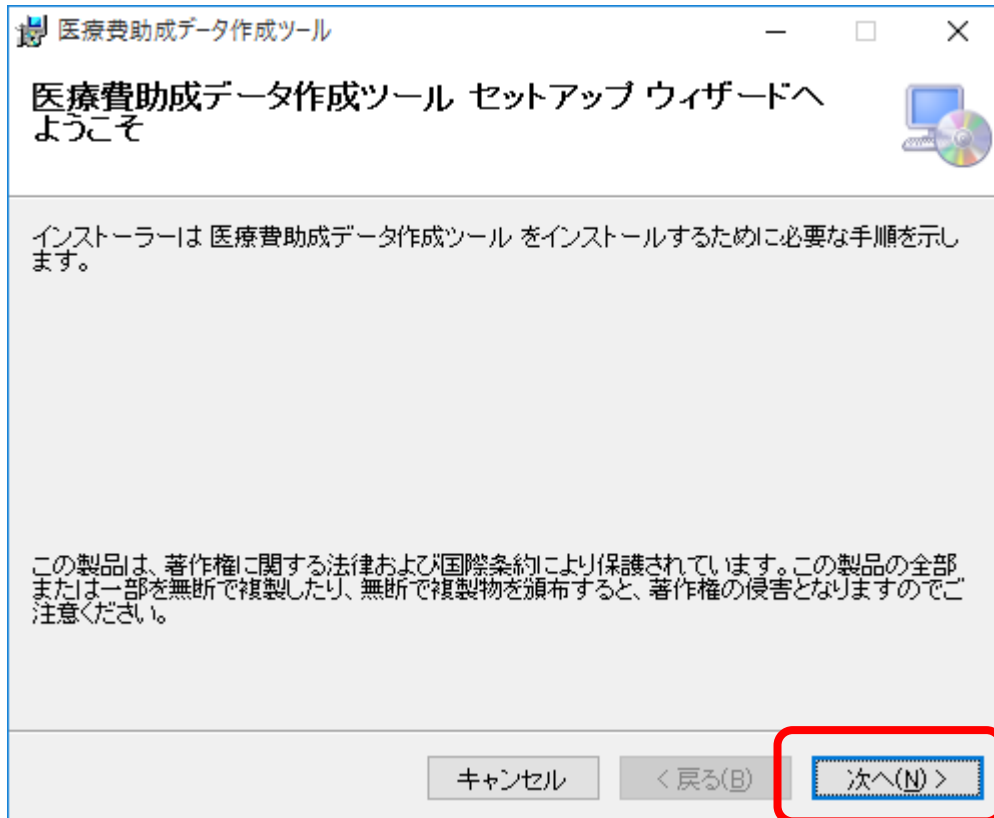 医療費助成データ作成ツール
医療費助成データ作成ツール セットアップ ウィザードへ
ようこそ
インストーラーは 医療費助成データ作成ツール をインストールするために必要な手順を示し
ます。
この製品は、著作権に関する法律および国際条約により保護されています。この製品の全部
または一部を無断で複製したり、無断で複製物を頒布すると、著作権の侵害となりますのでご
注意ください。
キャンセル
< 戻る(B)
次へ(N) >